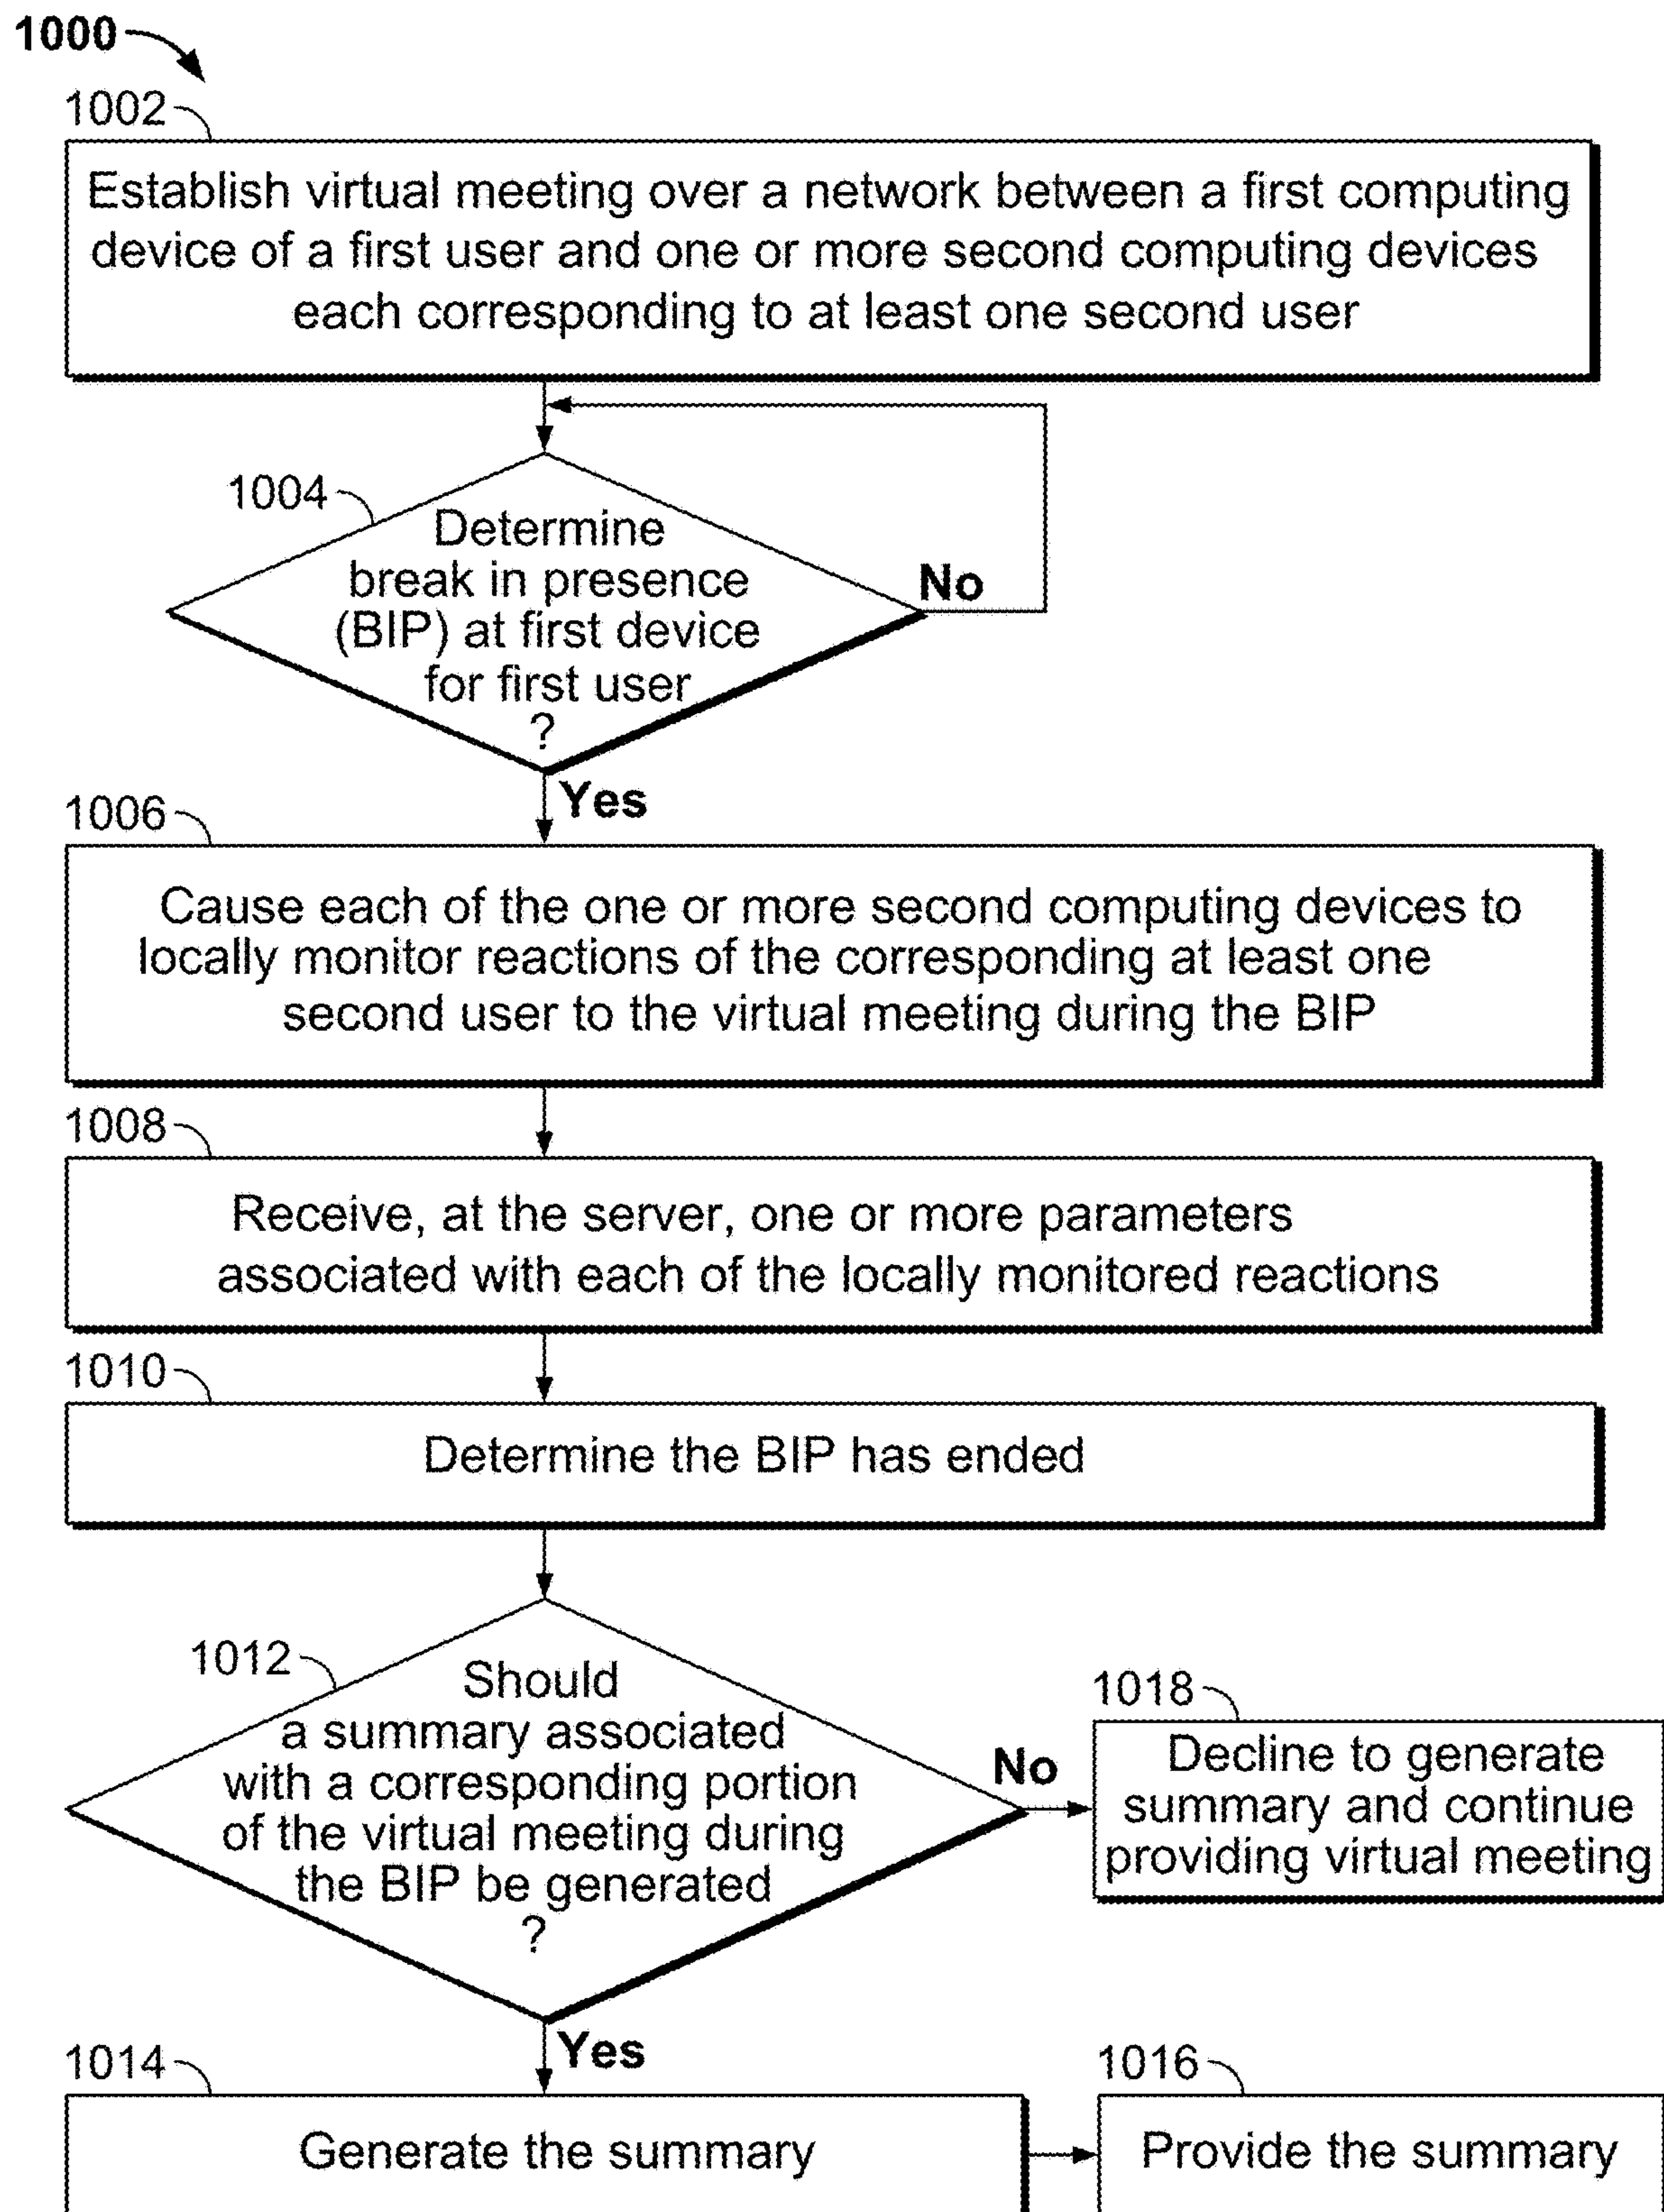 1000
1002
Establish virtual meeting over a network between a first computing
device of a first user and one or more second computing devices
each corresponding to at least one second user
1004
Determine
break in presence
(BIP) at first device
for first user
?
No
Yes
1006
Cause each of the one or more second computing devices to
locally monitor reactions of the corresponding at least one
second user to the virtual meeting during the BIP
1008
Receive, at the server, one or more parameters
associated with each of the locally monitored reactions
1010
Determine the BIP has ended
1012
Should
a summary associated
with a corresponding portion
of the virtual meeting during
the BIP be generated
?
No
1018
Decline to generate
summary and continue
providing virtual meeting
Yes
1014
Generate the summary
1016
Provide the summary